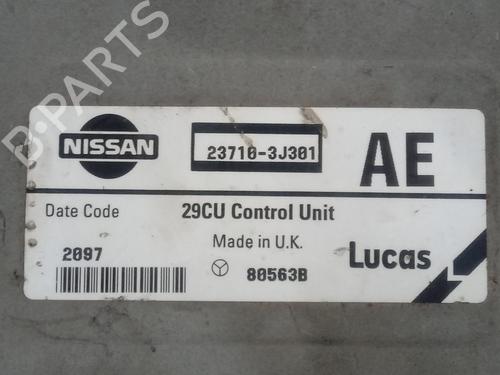 B-PARTS
NISSAN
23710-3J301
AE
Date Code
29CU Control Unit
2097
Made in U.K.
80563B
Lucas